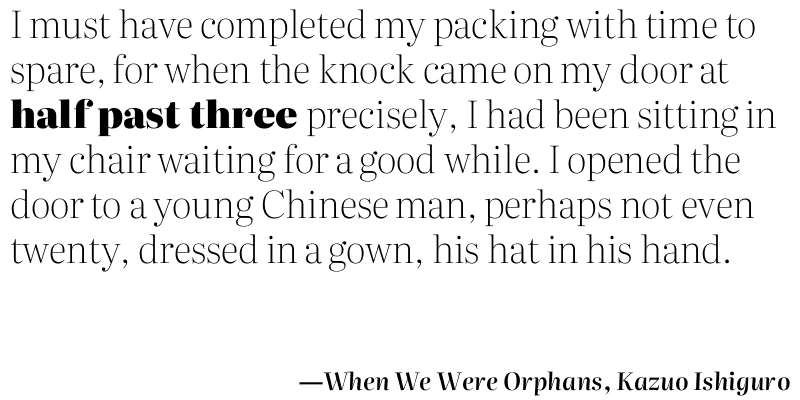 I must have completed my packing with time to
spare, for when the knock came on my door at
half past three precisely, I had been sitting in
my chair waiting for a good while. I opened the
door to a young Chinese man, perhaps not even
twenty, dressed in a gown, his hat in his hand.
—When We Were Orphans, Kazuo Ishiguro